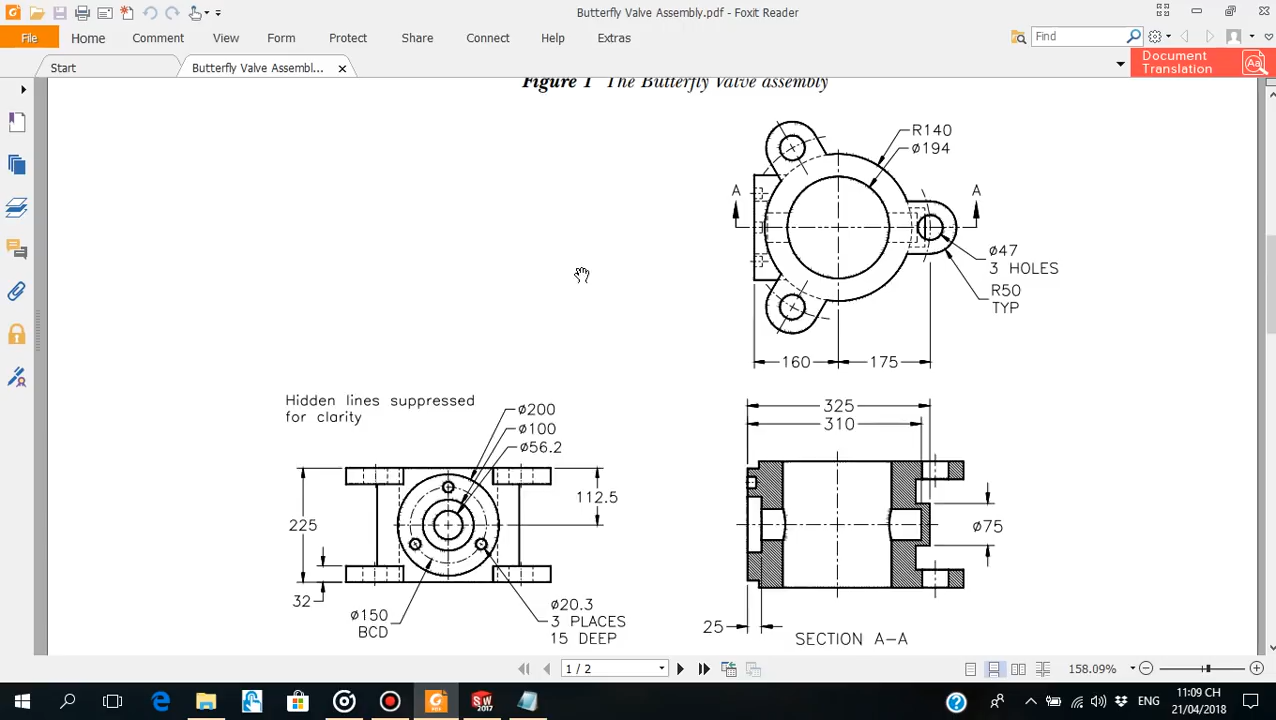 Butterfly Valve Assembly.pdf - Foxit Reader
File Home Comment View Form Protect Share Connect Help Extras Find
Start Butterfly Valve Assembl... Document
Translation
Figure 1 The Butterfly Valve assembly
R140
Ø194
A A
Ø47
3 HOLES
R50
TYP
160 175
Hidden lines suppressed
for clarity
Ø200
Ø100
Ø56.2
112.5
225
32
Ø150
BCD
Ø20.3
3 PLACES
15 DEEP
325
310
Ø75
25
SECTION A-A
1 / 2
158.09%
SW
2017
ENG
11:09 CH
21/04/2018